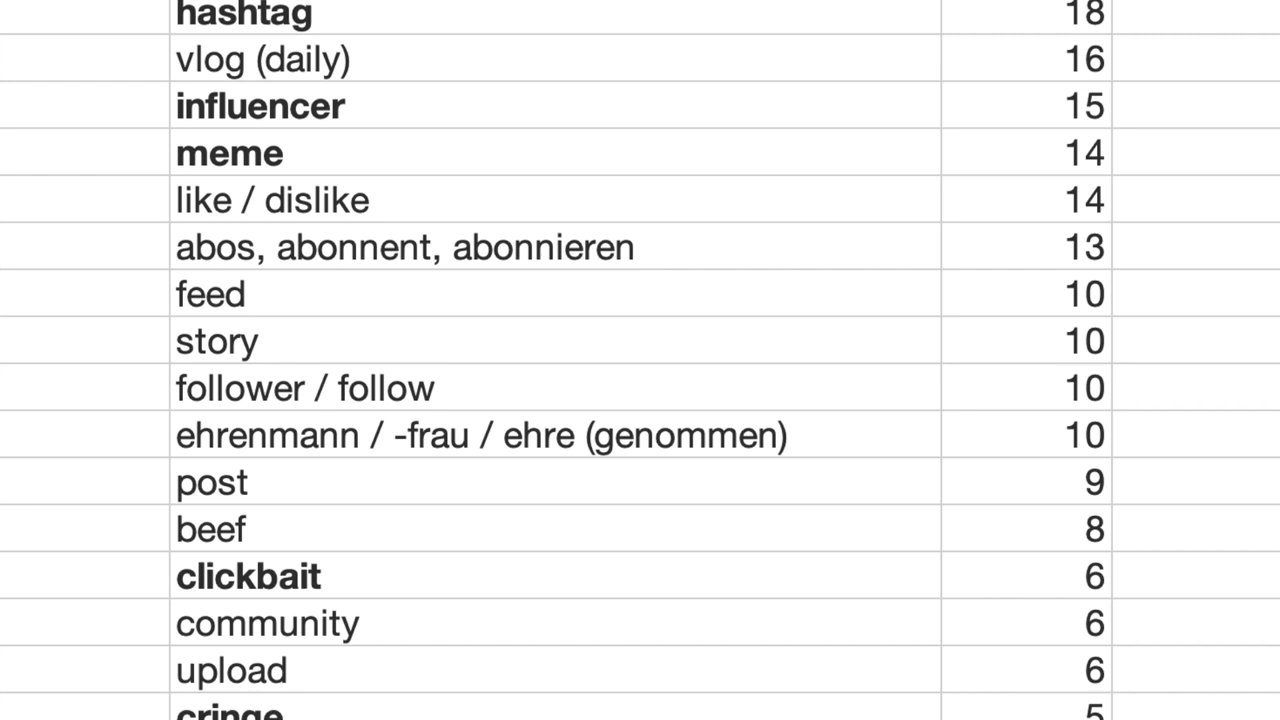 hashtag 18
vlog (daily) 16
influencer 15
meme 14
like / dislike 14
abos, abonnent, abonnieren 13
feed 10
story 10
follower / follow 10
ehrenmann / -frau / ehre (genommen) 10
post 9
beef 8
clickbait 6
community 6
upload 6
cringe 5